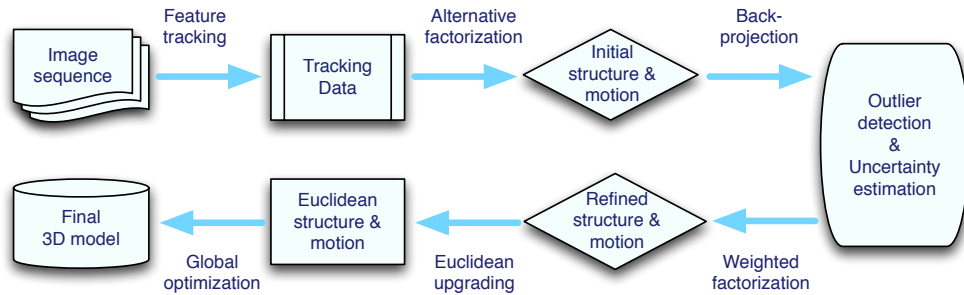 Feature
tracking
Alternative
factorization
Back-
projection
Image
sequence
Tracking
Data
Initial
structure &
motion
Outlier
detection
&
Uncertainty
estimation
Final
3D model
Euclidean
structure &
motion
Refined
structure &
motion
Global
optimization
Euclidean
upgrading
Weighted
factorization